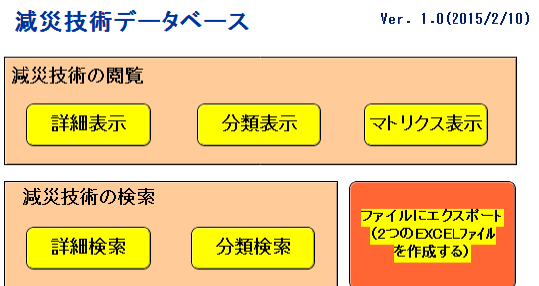 減災技術データベース
Ver. 1.0(2015/2/10)
減災技術の閲覧
詳細表示
分類表示
マトリクス表示
減災技術の検索
詳細検索
分類検索
ファイルにエクスポート
(2つのEXCELファイル
を作成する)